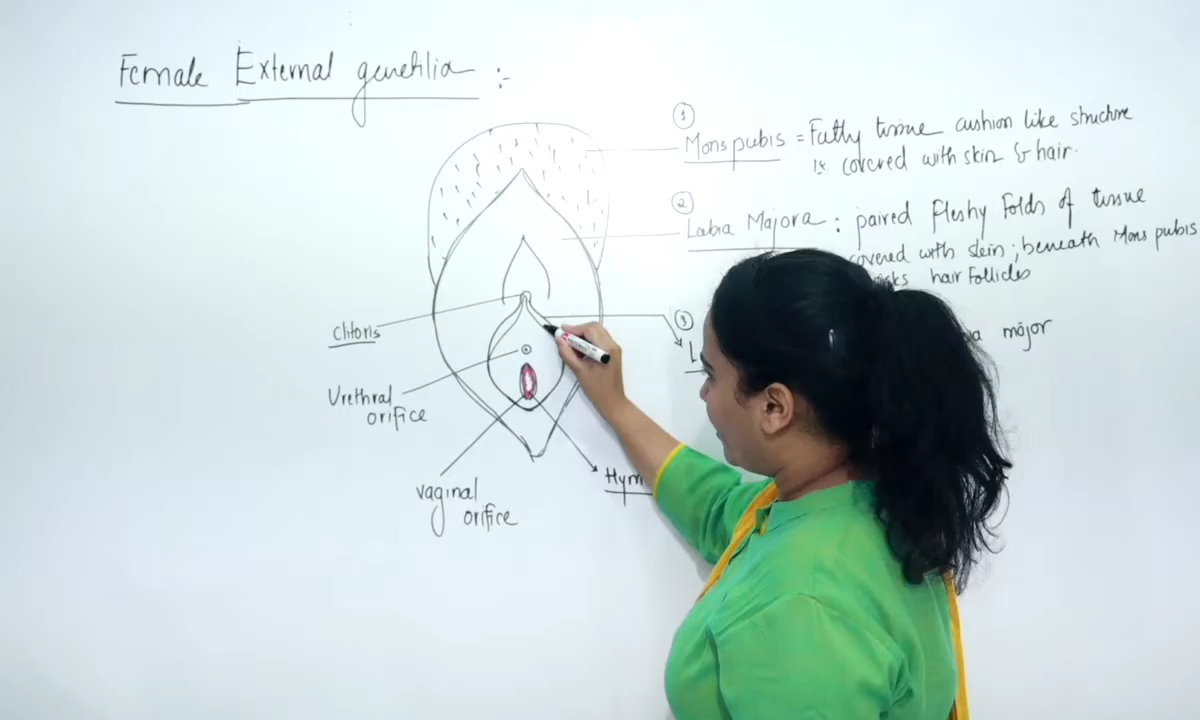 Female External genetilia :-
①
Mons pubis = Fatty tissue cushion like structure
is covered with skin & hair.
②
Labia Majora : paired fleshy folds of tissue
covered with skin ; beneath Mons pubis
hair follicles
③
major
clitoris
Urethral
orifice
vaginal
orifice